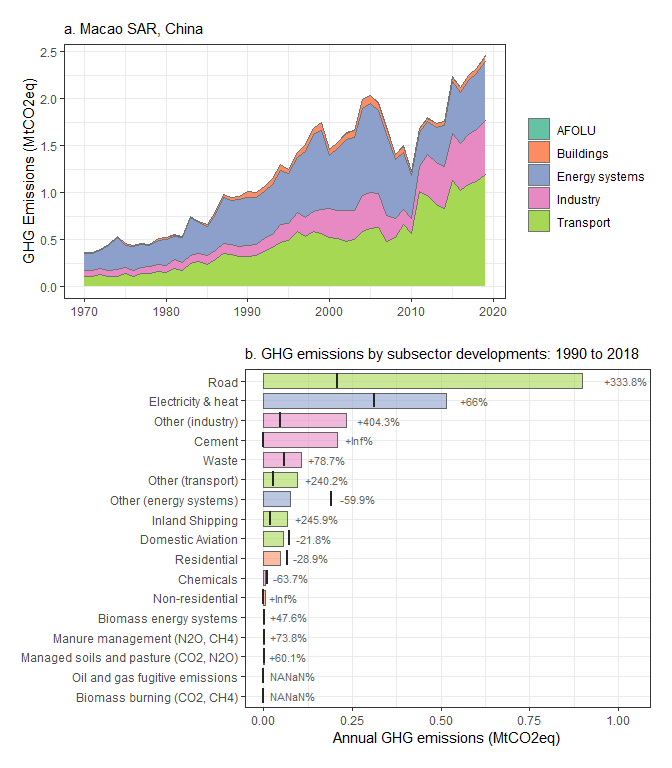 a. Macao SAR, China
GHG Emissions (MtCO2eq)
2.5
2.0
1.5
1.0
0.5
0.0
1970
1980
1990
2000
2010
2020
AFOLU
Buildings
Energy systems
Industry
Transport
b. GHG emissions by subsector developments: 1990 to 2018
Road +333.8%
Electricity & heat +66%
Other (industry) +404.3%
Cement +Inf%
Waste +78.7%
Other (transport) +240.2%
Other (energy systems) -59.9%
Inland Shipping +245.9%
Domestic Aviation -21.8%
Residential -28.9%
Chemicals -63.7%
Non-residential +Inf%
Biomass energy systems +47.6%
Manure management (N2O, CH4) +73.8%
Managed soils and pasture (CO2, N2O) +60.1%
Oil and gas fugitive emissions NANaN%
Biomass burning (CO2, CH4) NANaN%
0.00
0.25
0.50
0.75
1.00
Annual GHG emissions (MtCO2eq)